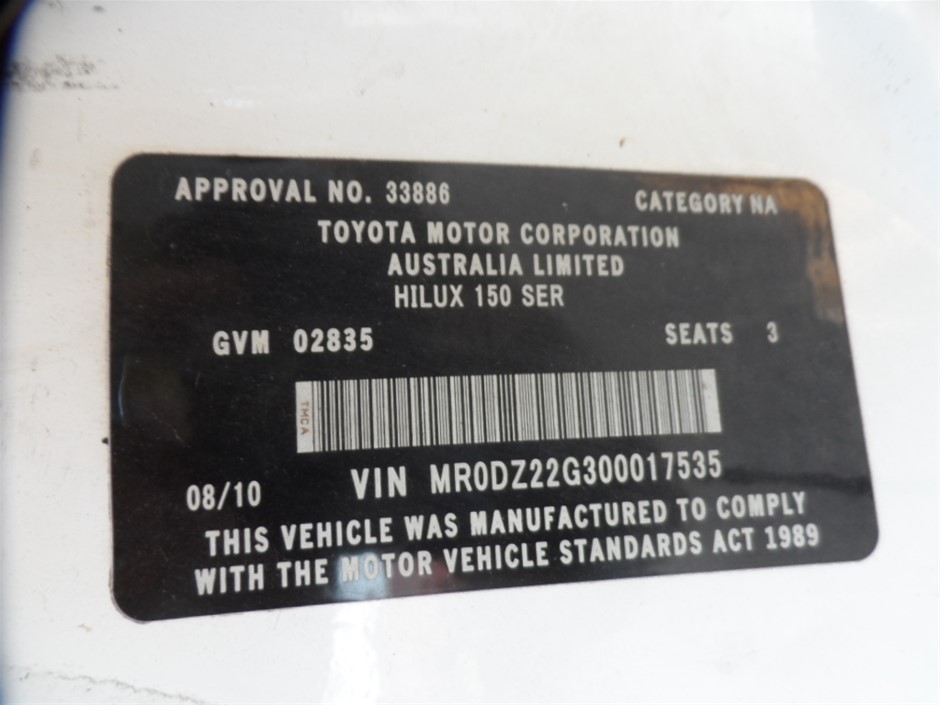 APPROVAL NO. 33886 CATEGORY NA
TOYOTA MOTOR CORPORATION
AUSTRALIA LIMITED
HILUX 150 SER
GVM 02835 SEATS 3
TMCA
08/10 VIN MR0DZ22G300017535
THIS VEHICLE WAS MANUFACTURED TO COMPLY
WITH THE MOTOR VEHICLE STANDARDS ACT 1989